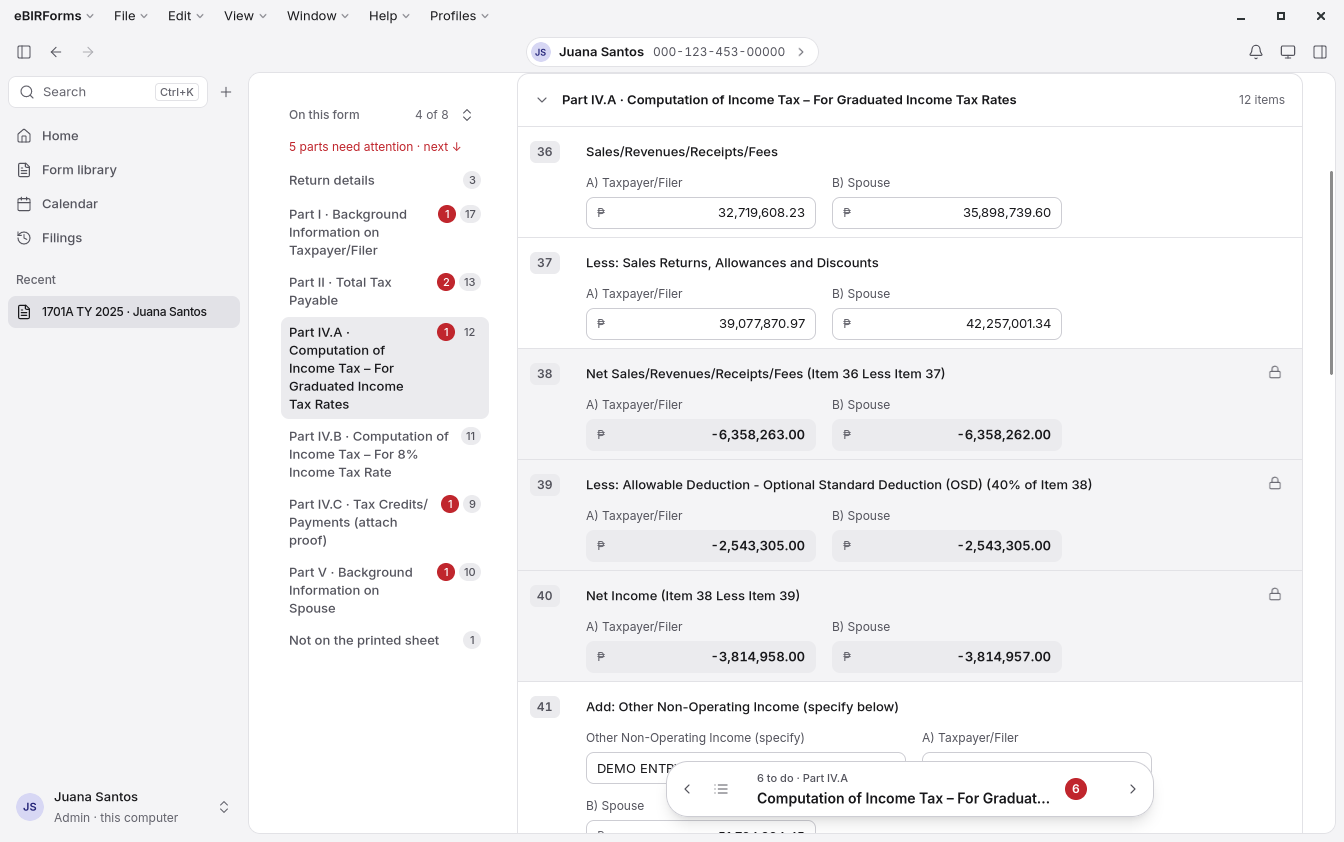 eBIRForms File Edit View Window Help Profiles
JS Juana Santos 000-123-453-00000
Search Ctrl+K
Home
Form library
Calendar
Filings
Recent
1701A TY 2025 · Juana Santos
JS Juana Santos
Admin · this computer
On this form 4 of 8
5 parts need attention · next ↓
Return details 3
Part I · Background 1 17
Information on
Taxpayer/Filer
Part II · Total Tax 2 13
Payable
Part IV.A · 1 12
Computation of
Income Tax – For
Graduated Income
Tax Rates
Part IV.B · Computation of 11
Income Tax – For 8%
Income Tax Rate
Part IV.C · Tax Credits/ 1 9
Payments (attach
proof)
Part V · Background 1 10
Information on
Spouse
Not on the printed sheet 1
Part IV.A · Computation of Income Tax – For Graduated Income Tax Rates 12 items
36 Sales/Revenues/Receipts/Fees
A) Taxpayer/Filer B) Spouse
₱ 32,719,608.23 ₱ 35,898,739.60
37 Less: Sales Returns, Allowances and Discounts
A) Taxpayer/Filer B) Spouse
₱ 39,077,870.97 ₱ 42,257,001.34
38 Net Sales/Revenues/Receipts/Fees (Item 36 Less Item 37)
A) Taxpayer/Filer B) Spouse
₱ -6,358,263.00 ₱ -6,358,262.00
39 Less: Allowable Deduction - Optional Standard Deduction (OSD) (40% of Item 38)
A) Taxpayer/Filer B) Spouse
₱ -2,543,305.00 ₱ -2,543,305.00
40 Net Income (Item 38 Less Item 39)
A) Taxpayer/Filer B) Spouse
₱ -3,814,958.00 ₱ -3,814,957.00
41 Add: Other Non-Operating Income (specify below)
Other Non-Operating Income (specify) A) Taxpayer/Filer
DEMO
B) Spouse
6 to do · Part IV.A
Computation of Income Tax – For Graduat... 6